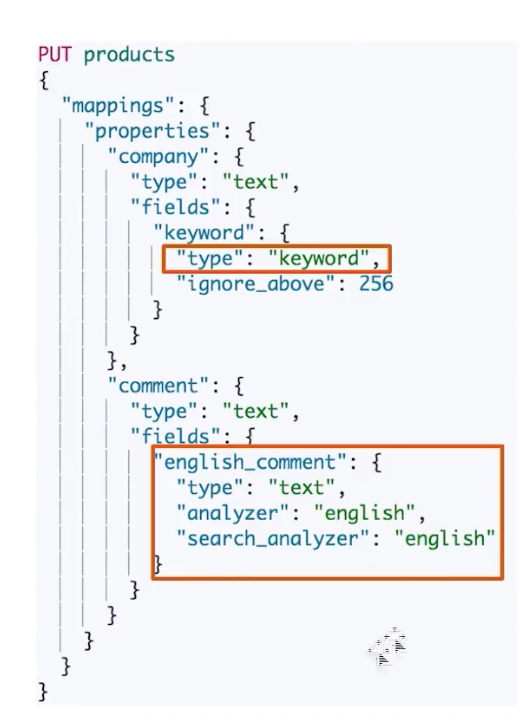 PUT products
{
"mappings": {
"properties": {
"company": {
"type": "text",
"fields": {
"keyword": {
"type": "keyword",
"ignore_above": 256
}
}
},
"comment": {
"type": "text",
"fields": {
"english_comment": {
"type": "text",
"analyzer": "english",
"search_analyzer": "english"
}
}
}
}
}
}